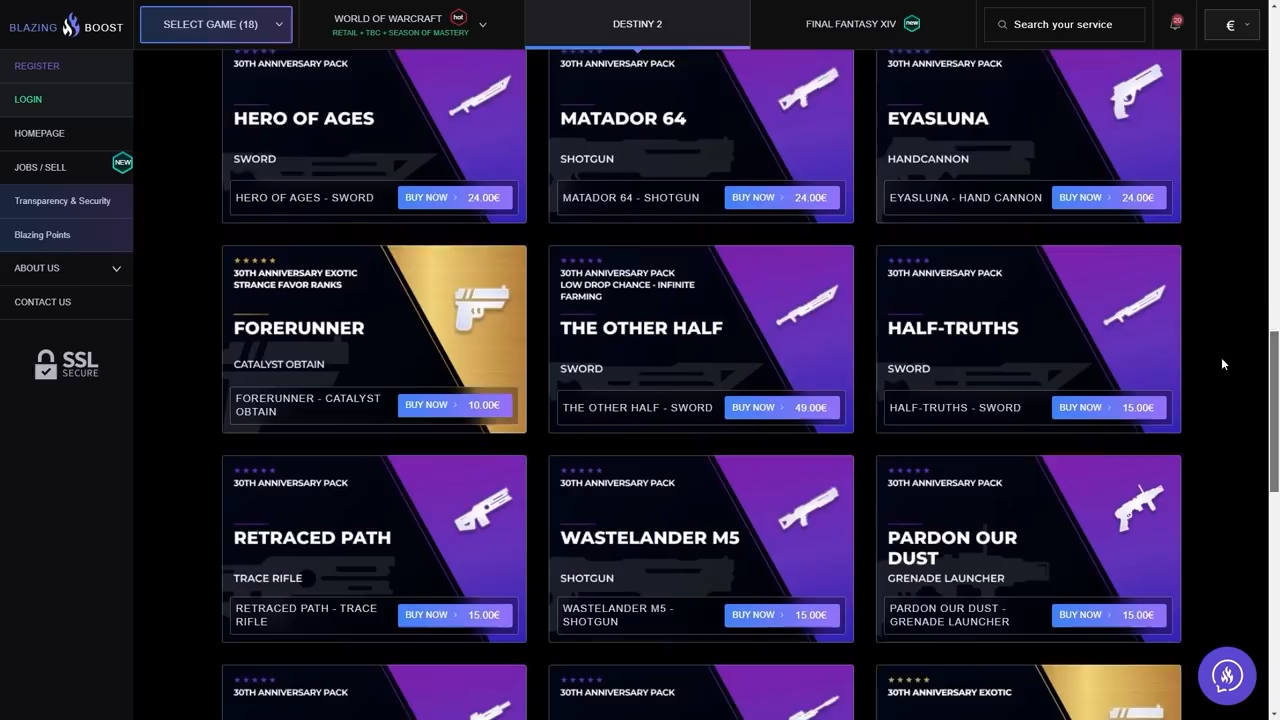 BLAZING BOOST
SELECT GAME (18)
WORLD OF WARCRAFT
hot
RETAIL + TBC + SEASON OF MASTERY
DESTINY 2
FINAL FANTASY XIV
new
Search your service
20
€
REGISTER
LOGIN
HOMEPAGE
JOBS / SELL
NEW
Transparency & Security
Blazing Points
ABOUT US
CONTACT US
SSL
SECURE
30TH ANNIVERSARY PACK
HERO OF AGES
SWORD
HERO OF AGES - SWORD
BUY NOW
24.00€
30TH ANNIVERSARY PACK
MATADOR 64
SHOTGUN
MATADOR 64 - SHOTGUN
BUY NOW
24.00€
30TH ANNIVERSARY PACK
EYASLUNA
HANDCANNON
EYASLUNA - HAND CANNON
BUY NOW
24.00€
30TH ANNIVERSARY EXOTIC
STRANGE FAVOR RANKS
FORERUNNER
CATALYST OBTAIN
FORERUNNER - CATALYST
OBTAIN
BUY NOW
10.00€
30TH ANNIVERSARY PACK
LOW DROP CHANCE - INFINITE
FARMING
THE OTHER HALF
SWORD
THE OTHER HALF - SWORD
BUY NOW
49.00€
30TH ANNIVERSARY PACK
HALF-TRUTHS
SWORD
HALF-TRUTHS - SWORD
BUY NOW
15.00€
30TH ANNIVERSARY PACK
RETRACED PATH
TRACE RIFLE
RETRACED PATH - TRACE
RIFLE
BUY NOW
15.00€
30TH ANNIVERSARY PACK
WASTELANDER M5
SHOTGUN
WASTELANDER M5 -
SHOTGUN
BUY NOW
15.00€
30TH ANNIVERSARY PACK
PARDON OUR
DUST
GRENADE LAUNCHER
PARDON OUR DUST -
GRENADE LAUNCHER
BUY NOW
15.00€
30TH ANNIVERSARY PACK
30TH ANNIVERSARY PACK
30TH ANNIVERSARY EXOTIC